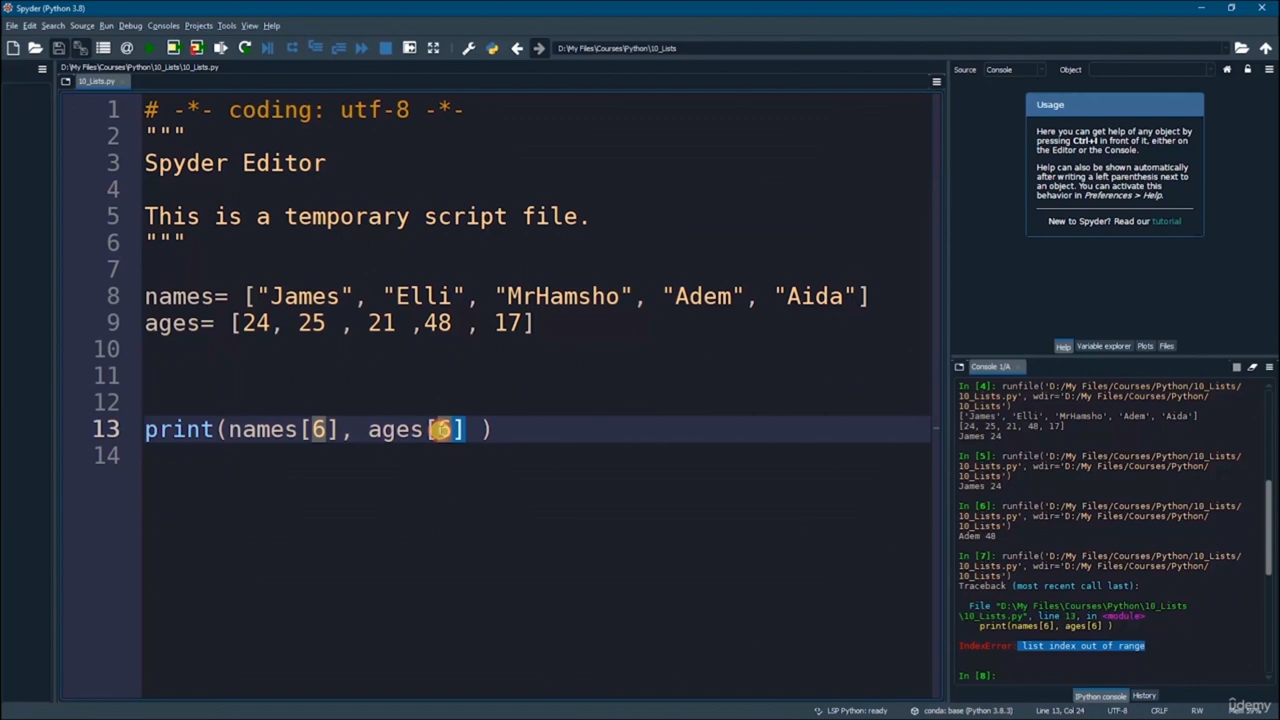 Spyder (Python 3.8)
File Edit Search Source Run Debug Consoles Projects Tools View Help
D:\My Files\Courses\Python\10_Lists
D:\My Files\Courses\Python\10_Lists\10_Lists.py
10_Lists.py
1 # -*- coding: utf-8 -*-
2 """
3 Spyder Editor
4
5 This is a temporary script file.
6 """
7
8 names= ["James", "Elli", "MrHamsho", "Adem", "Aida"]
9 ages= [24, 25 , 21 ,48 , 17]
10
11
12
13 print(names[6], ages[6] )
14
Source Console Object
Usage
Here you can get help of any object by
pressing Ctrl+I in front of it, either on
the Editor or the Console.
Help can also be shown automatically
after writing a left parenthesis next to
an object. You can activate this
behavior in Preferences > Help.
New to Spyder? Read our tutorial
Help Variable explorer Plots Files
Console 1/A
In [4]: runfile('D:/My Files/Courses/Python/
10_Lists.py', wdir='D:/My Files/Courses/Python/
10_Lists')
['James', 'Elli', 'MrHamsho', 'Adem', 'Aida']
[24, 25, 21, 48, 17]
James 24
In [5]: runfile('D:/My Files/Courses/Python/
10_Lists/10_Lists.py', wdir='D:/My Files/Courses/Python/
10_Lists')
James 24
In [6]: runfile('D:/My Files/Courses/Python/
10_Lists/10_Lists.py', wdir='D:/My Files/Courses/Python/
10_Lists')
Adem 48
In [7]: runfile('D:/My Files/Courses/Python/
10_Lists/10_Lists.py', wdir='D:/My Files/Courses/Python/
10_Lists')
Traceback (most recent call last):
File "D:\My Files\Courses\Python\10_Lists
\10_Lists.py", line 13, in <module>
print(names[6], ages[6] )
IndexError: list index out of range
In [8]:
IPython console History
LSP Python: ready conda: base (Python 3.8.3) Line 13, Col 24 UTF-8 CRLF RW
udemy